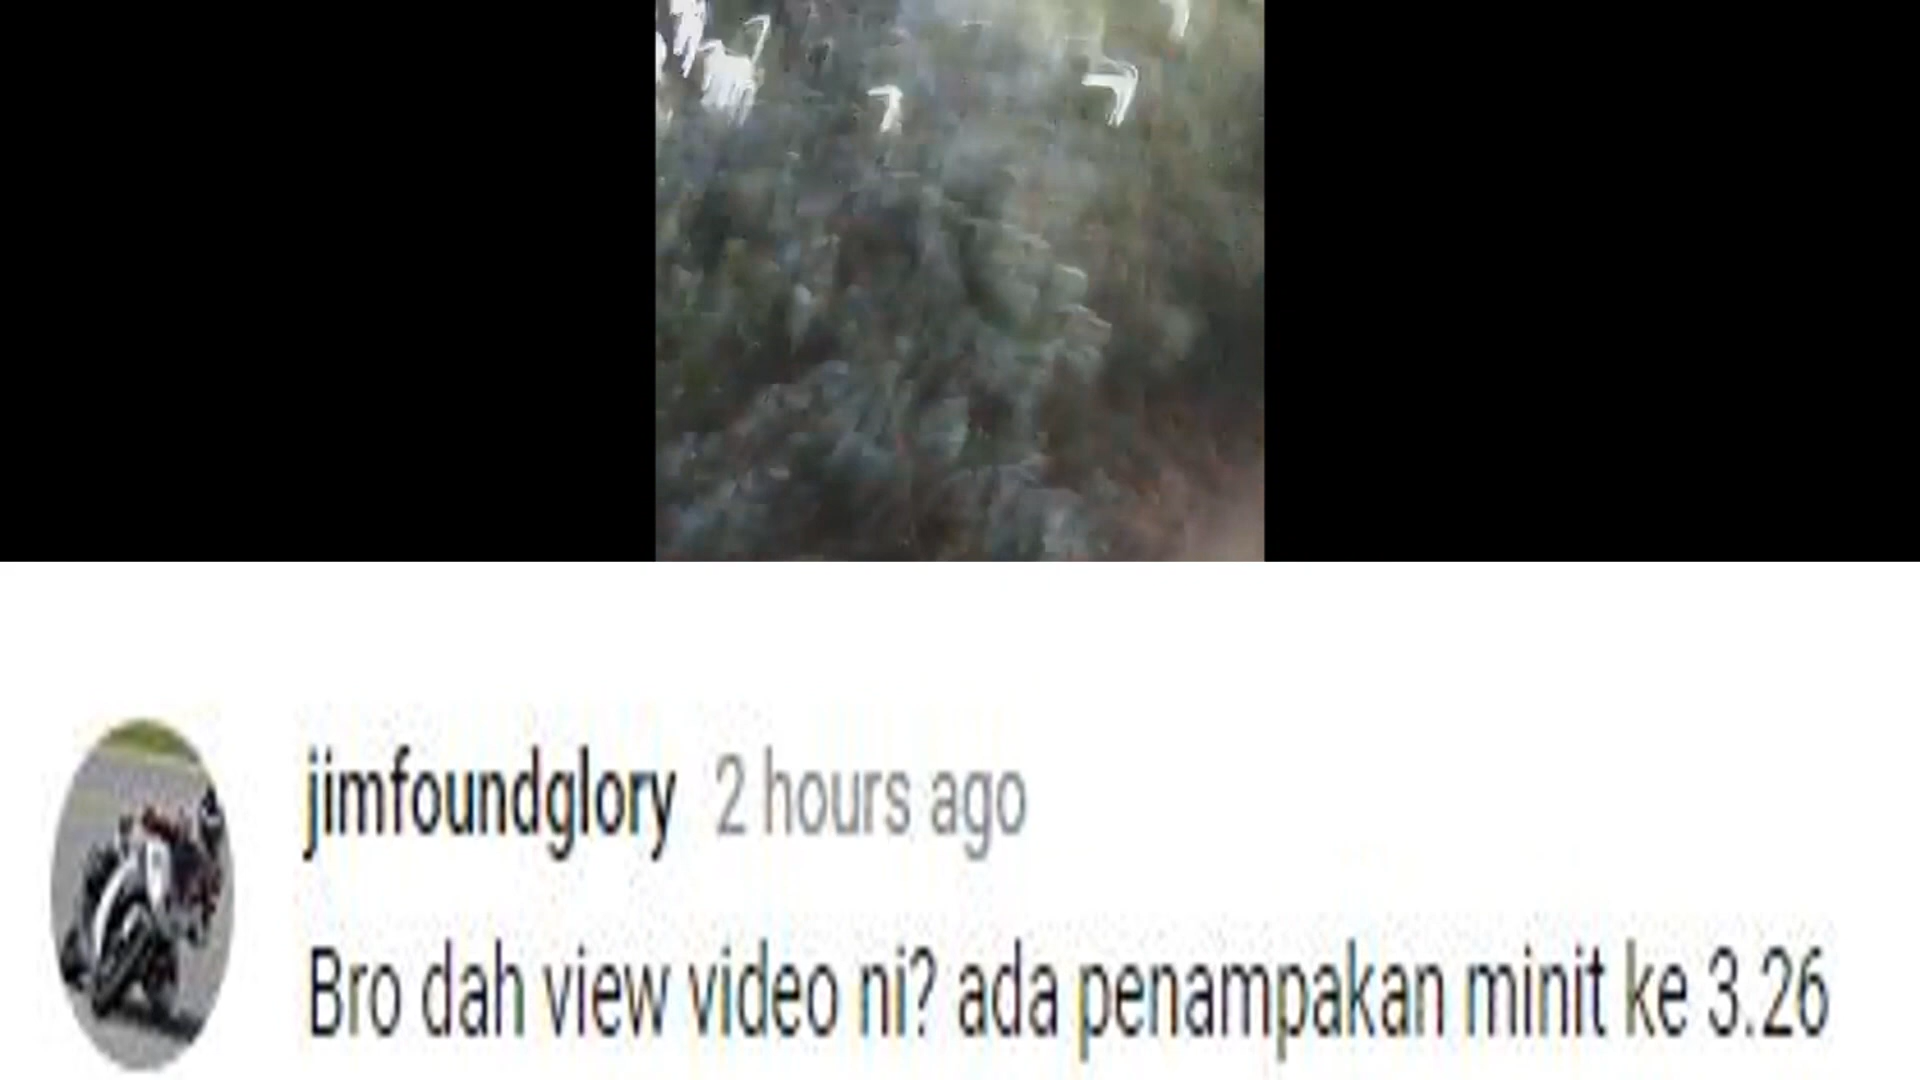 jimfoundglory 2 hours ago
Bro dah view video ni? ada penampakan minit ke 3.26